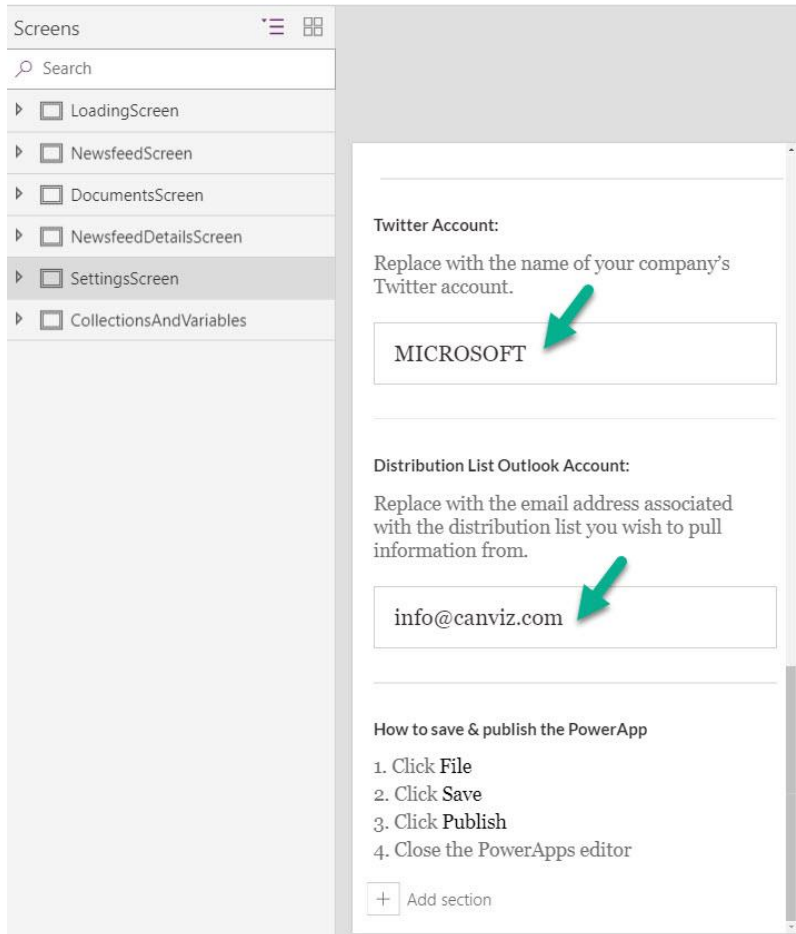 Screens
Search
LoadingScreen
NewsfeedScreen
DocumentsScreen
NewsfeedDetailsScreen
SettingsScreen
CollectionsAndVariables
Twitter Account:
Replace with the name of your company's
Twitter account.
MICROSOFT
Distribution List Outlook Account:
Replace with the email address associated
with the distribution list you wish to pull
information from.
info@canviz.com
How to save & publish the PowerApp
1. Click File
2. Click Save
3. Click Publish
4. Close the PowerApps editor
Add section